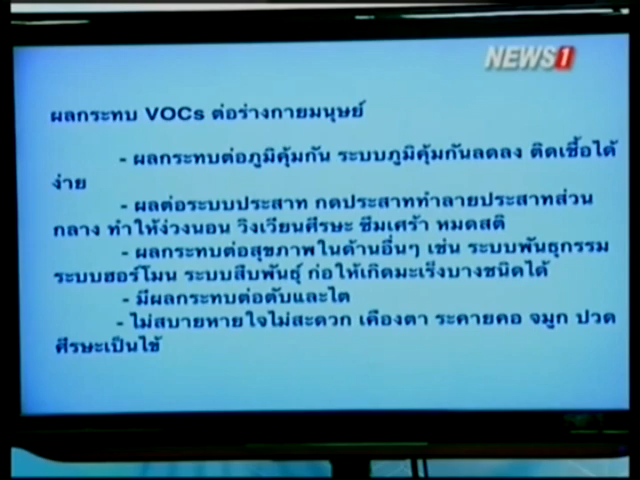 NEWS1
ผลกระทบ VOCs ต่อร่างกายมนุษย์
- ผลกระทบต่อภูมิคุ้มกัน ระบบภูมิคุ้มกันลดลง ติดเชื้อได้
ง่าย
- ผลต่อระบบประสาท กดประสาททำลายประสาทส่วน
กลาง ทำให้ง่วงนอน วิงเวียนศีรษะ ซึมเศร้า หมดสติ
- ผลกระทบต่อสุขภาพในด้านอื่นๆ เช่น ระบบพันธุกรรม
ระบบฮอร์โมน ระบบสืบพันธุ์ ก่อให้เกิดมะเร็งบางชนิดได้
- มีผลกระทบต่อตับและไต
- ไม่สบายหายใจไม่สะดวก เคืองตา ระคายคอ จมูก ปวด
ศีรษะเป็นไข้